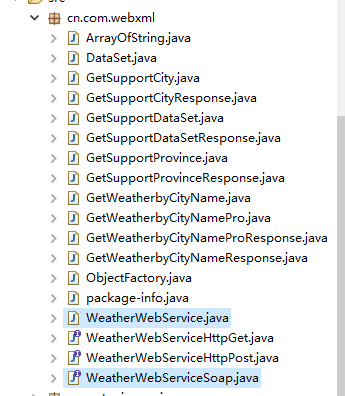 cn.com.webxml
ArrayOfString.java
DataSet.java
GetSupportCity.java
GetSupportCityResponse.java
GetSupportDataSet.java
GetSupportDataSetResponse.java
GetSupportProvince.java
GetSupportProvinceResponse.java
GetWeatherbyCityName.java
GetWeatherbyCityNamePro.java
GetWeatherbyCityNameProResponse.java
GetWeatherbyCityNameResponse.java
ObjectFactory.java
package-info.java
WeatherWebService.java
WeatherWebServiceHttpGet.java
WeatherWebServiceHttpPost.java
WeatherWebServiceSoap.java